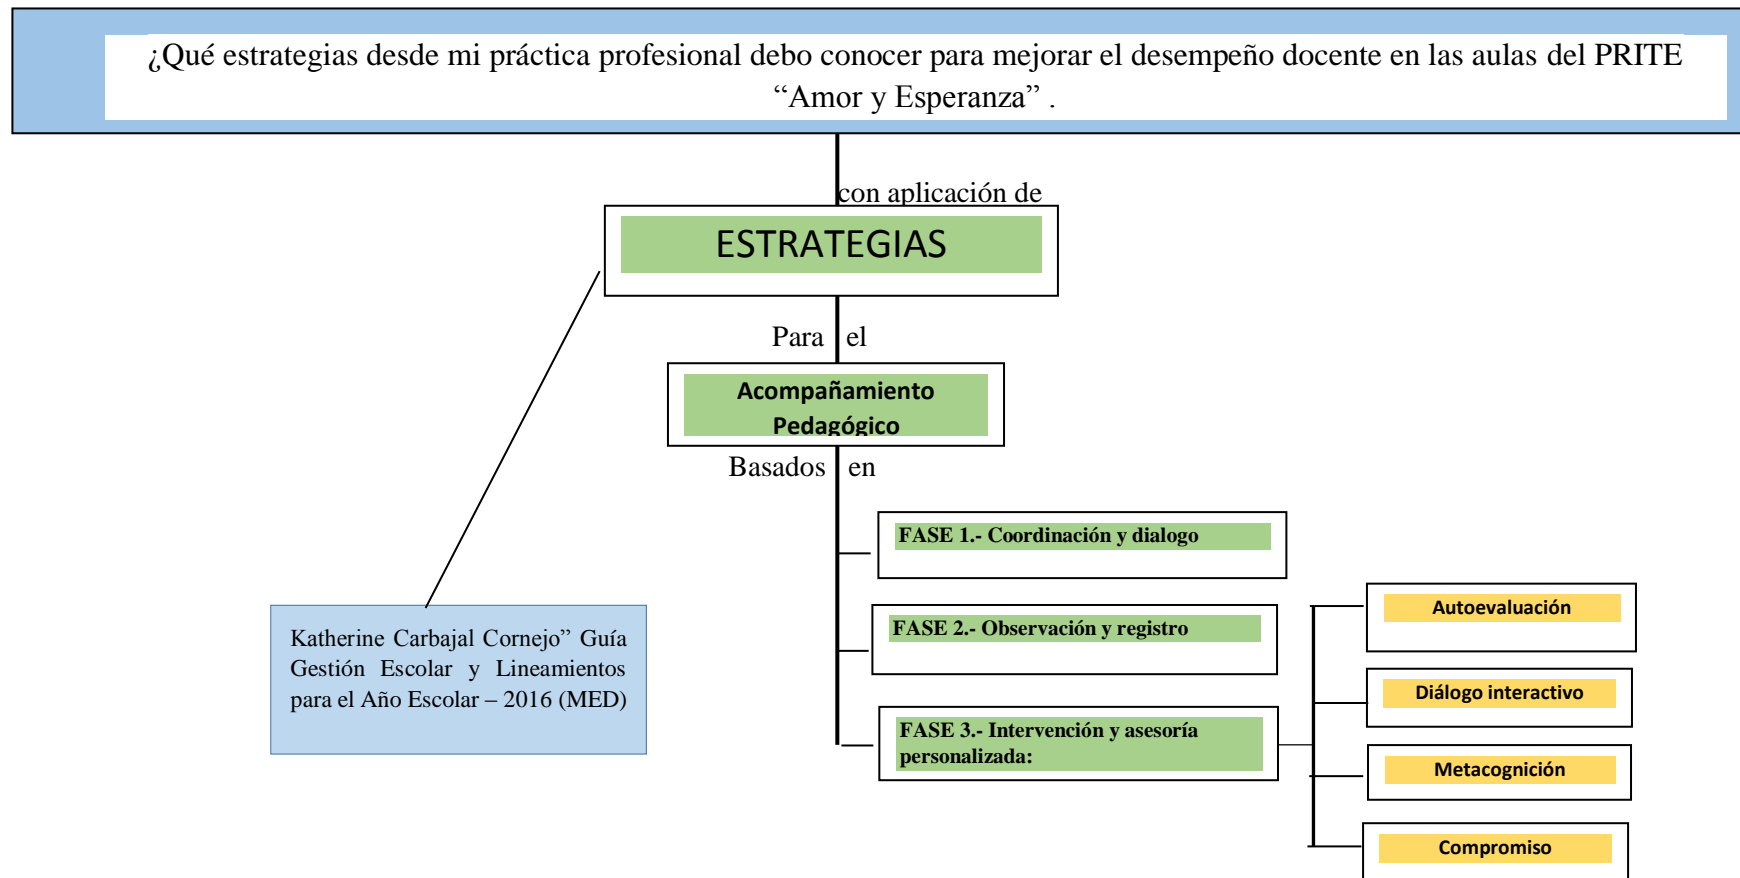 ¿Qué estrategias desde mi práctica profesional debo conocer para mejorar el desempeño docente en las aulas del PRITE
“Amor y Esperanza” .
con aplicación de
ESTRATEGIAS
Para el
Acompañamiento
Pedagógico
Basados en
FASE 1.- Coordinación y dialogo
FASE 2.- Observación y registro
FASE 3.- Intervención y asesoría
personalizada:
Autoevaluación
Diálogo interactivo
Metacognición
Compromiso
Katherine Carbajal Cornejo” Guía
Gestión Escolar y Lineamientos
para el Año Escolar – 2016 (MED)